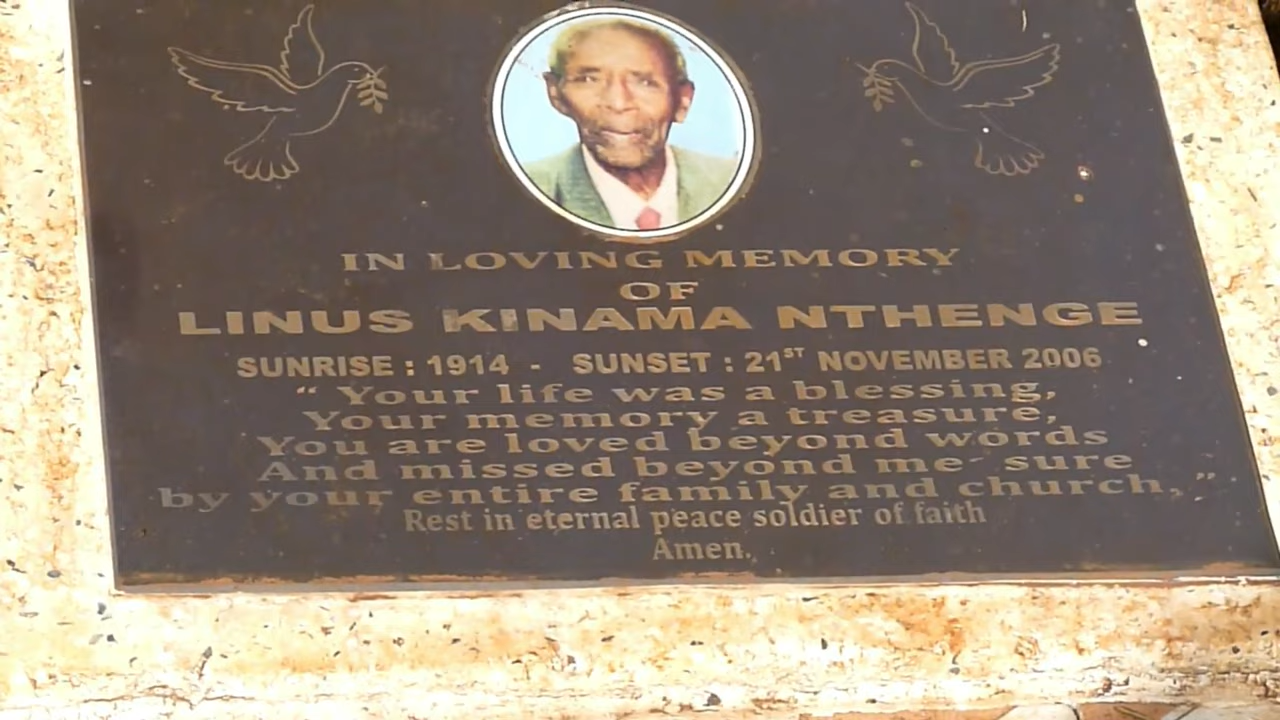 IN LOVING MEMORY
OF
LINUS KINAMA NTHENGE
SUNRISE : 1914 - SUNSET : 21ST NOVEMBER 2006
“ Your life was a blessing,
Your memory a treasure,
You are loved beyond words
And missed beyond me- sure
by your entire family and church, ”
Rest in eternal peace soldier of faith
Amen.